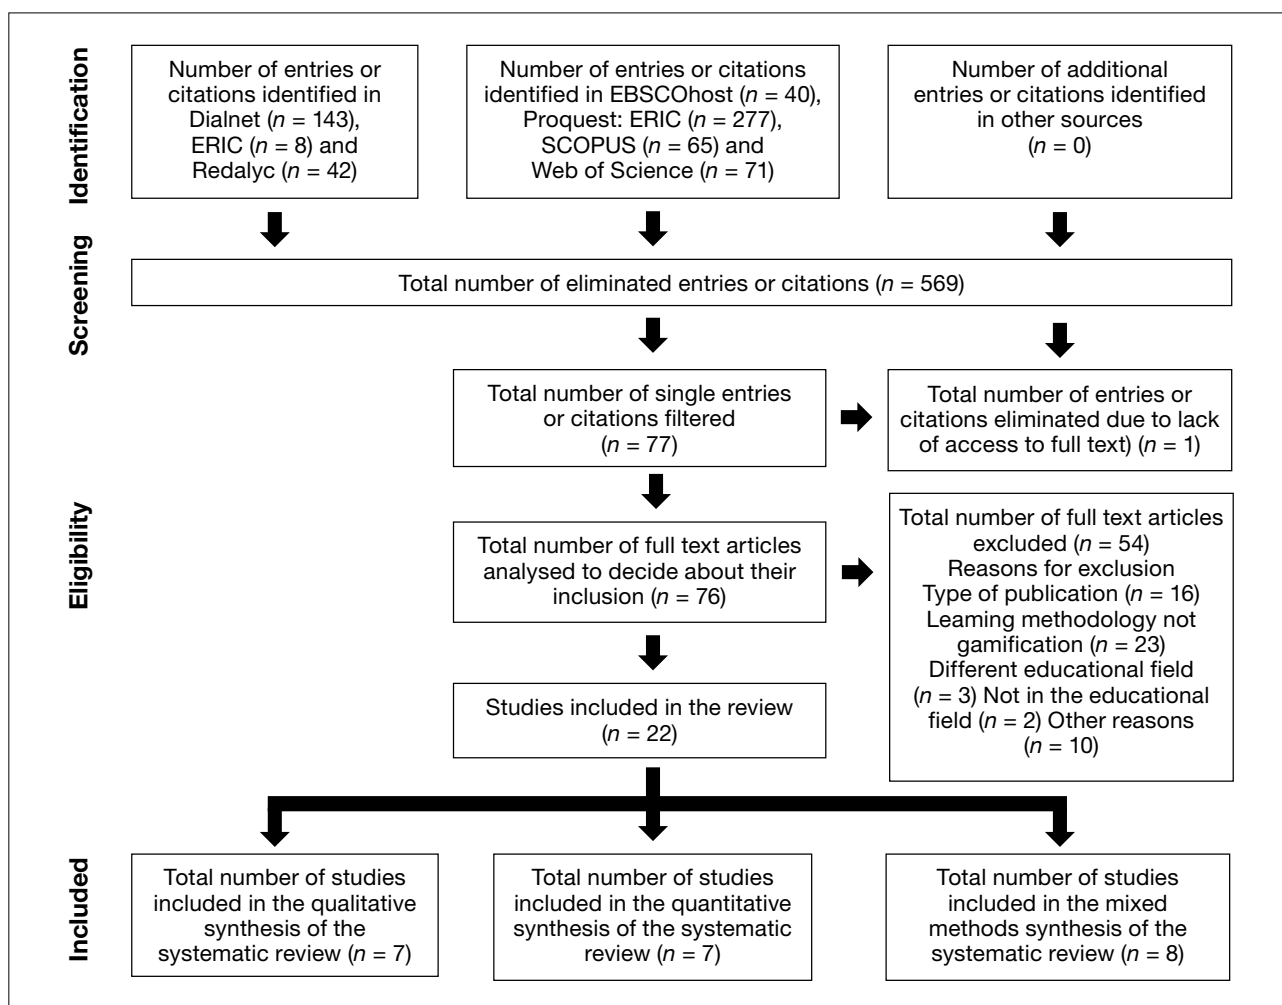 Identification
Number of entries or
citations identified in
Dialnet (n = 143),
ERIC (n = 8) and
Redalyc (n = 42)
Number of entries or citations
identified in EBSCOhost (n = 40),
Proquest: ERIC (n = 277),
SCOPUS (n = 65) and
Web of Science (n = 71)
Number of additional
entries or citations identified
in other sources
(n = 0)
Screening
Total number of eliminated entries or citations (n = 569)
Total number of single entries
or citations filtered
(n = 77)
Total number of entries or
citations eliminated due to lack
of access to full text) (n = 1)
Eligibility
Total number of full text articles
analysed to decide about their
inclusion (n = 76)
Total number of full text articles
excluded (n = 54)
Reasons for exclusion
Type of publication (n = 16)
Leaming methodology not
gamification (n = 23)
Different educational field
(n = 3) Not in the educational
field (n = 2) Other reasons
(n = 10)
Studies included in the review
(n = 22)
Included
Total number of studies
included in the qualitative
synthesis of the
systematic review (n = 7)
Total number of studies
included in the quantitative
synthesis of the systematic
review (n = 7)
Total number of studies
included in the mixed
methods synthesis of the
systematic review (n = 8)